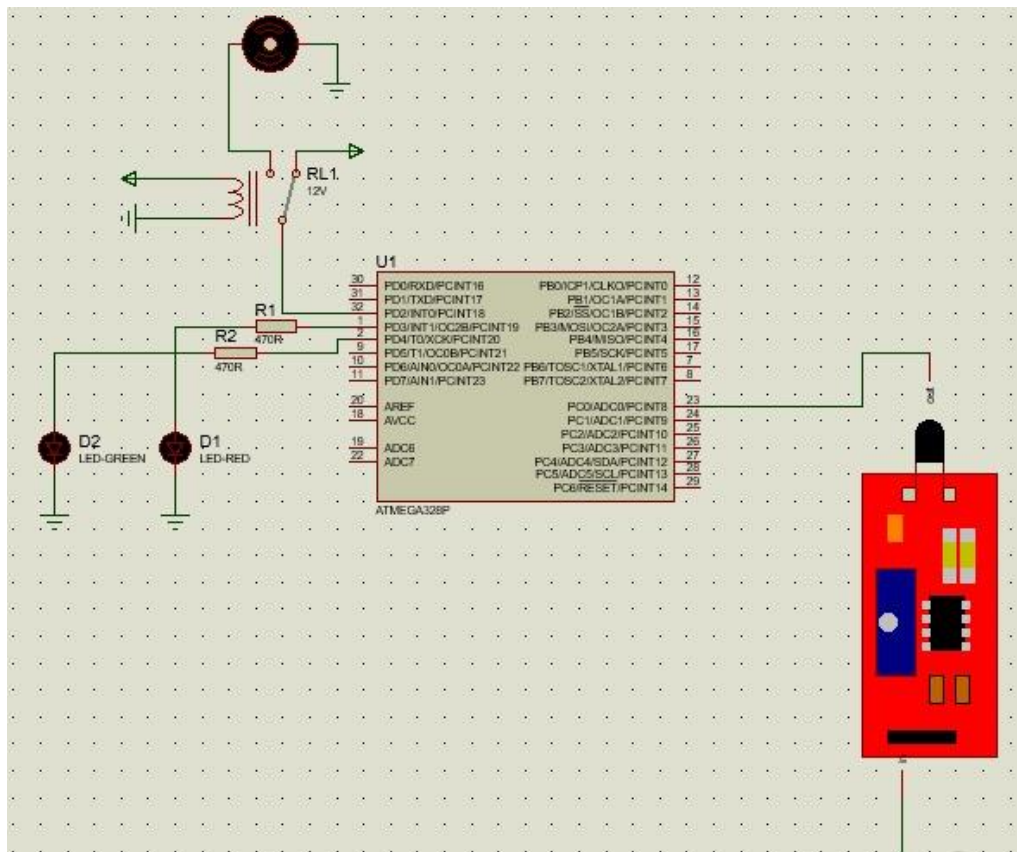 RL1
12V
U1
R1
470R
R2
470R
30 PD0/RXD/PCINT16 PB0/ICP1/CLKO/PCINT0 12
31 PD1/TXD/PCINT17 PB1/OC1A/PCINT1 13
32 PD2/INT0/PCINT18 PB2/SS/OC1B/PCINT2 14
1 PD3/INT1/OC2B/PCINT19 PB3/MOSI/OC2A/PCINT3 15
2 PD4/T0/XCK/PCINT20 PB4/MISO/PCINT4 16
9 PD5/T1/OC0B/PCINT21 PB5/SCK/PCINT5 17
10 PD6/AIN0/OC0A/PCINT22 PB6/TOSC1/XTAL1/PCINT6 7
11 PD7/AIN1/PCINT23 PB7/TOSC2/XTAL2/PCINT7 8
20 AREF PC0/ADC0/PCINT8 23
18 AVCC PC1/ADC1/PCINT9 24
PC2/ADC2/PCINT10 25
19 ADC6 PC3/ADC3/PCINT11 26
22 ADC7 PC4/ADC4/SDA/PCINT12 27
PC5/ADC5/SCL/PCINT13 28
PC6/RESET/PCINT14 29
ATMEGA328P
D2
LED-GREEN
D1
LED-RED